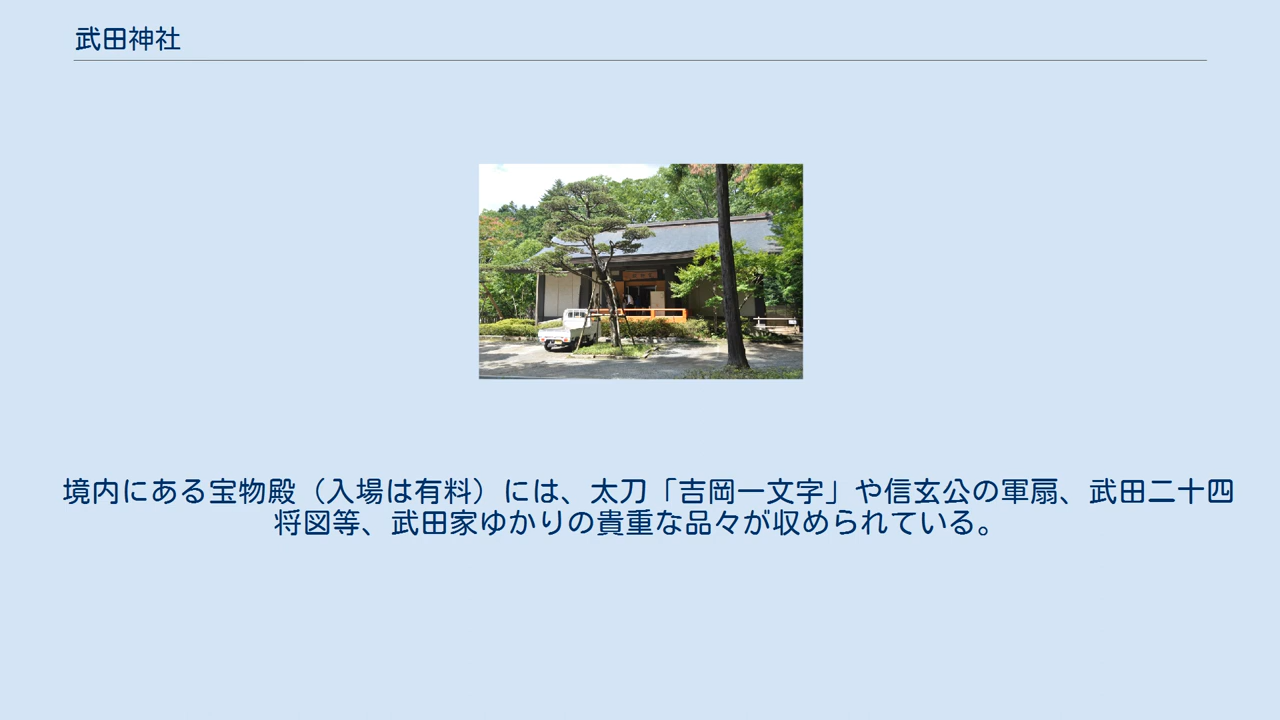 武田神社
境内にある宝物殿（入場は有料）には、太刀「吉岡一文字」や信玄公の軍扇、武田二十四
将図等、武田家ゆかりの貴重な品々が収められている。